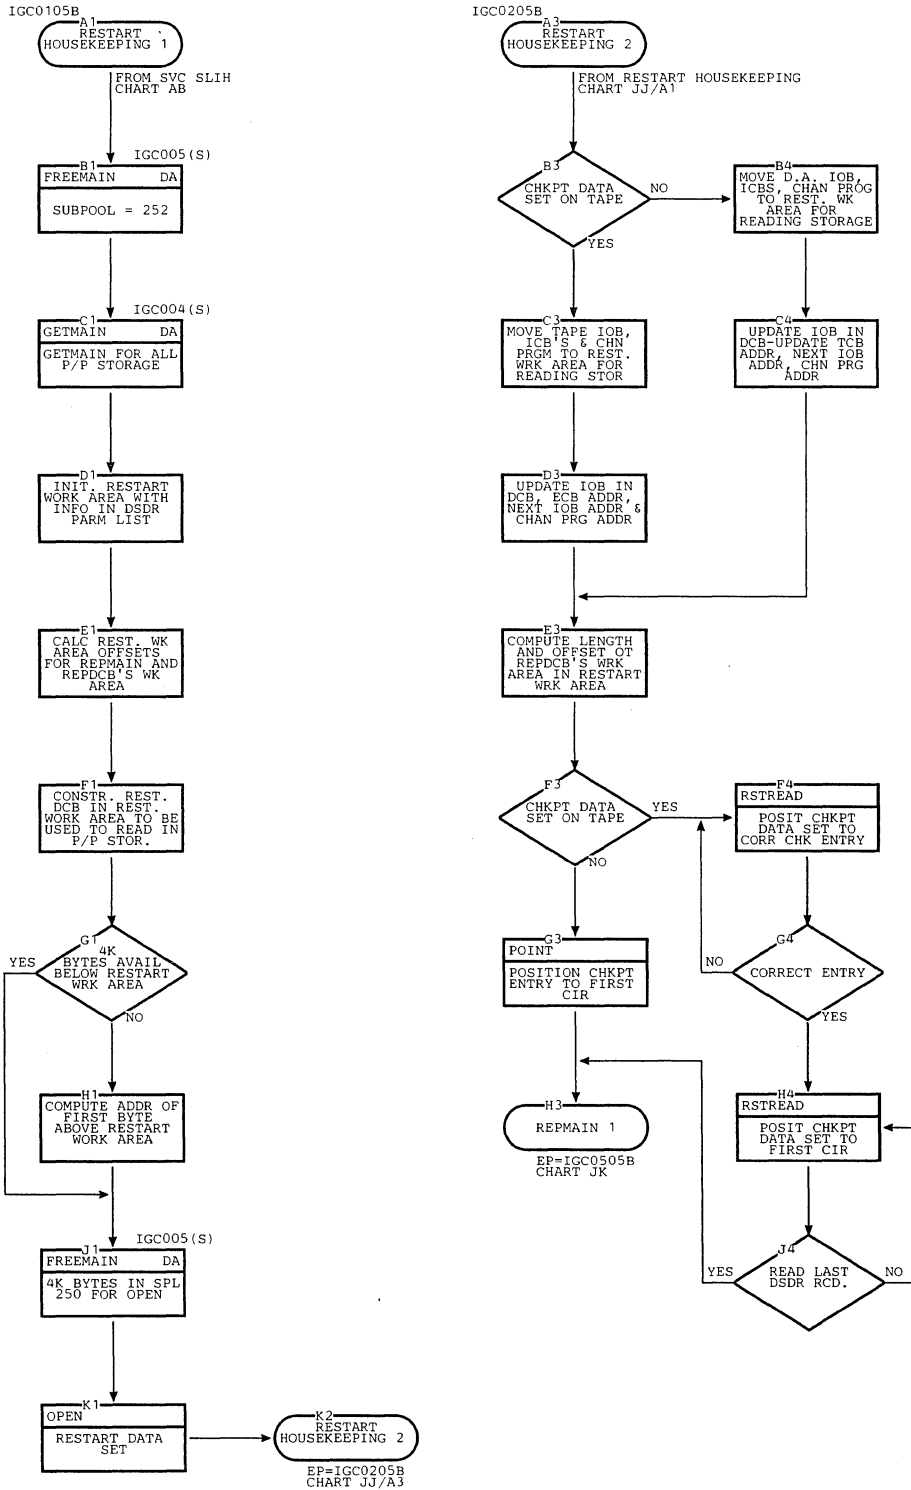 IGC0105B
A1
RESTART
HOUSEKEEPING 1
FROM SVC SLIH
CHART AB
IGC005(S)
B1
FREEMAIN DA
SUBPOOL = 252
IGC004(S)
C1
GETMAIN DA
GETMAIN FOR ALL
P/P STORAGE
D1
INIT. RESTART
WORK AREA WITH
INFO IN DSDR
PARM LIST
E1
CALC REST. WK
AREA OFFSETS
FOR REPMAIN AND
REPDCB'S WK
AREA
F1
CONSTR. REST.
DCB IN REST.
WORK AREA TO BE
USED TO READ IN
P/P STOR.
G1
4K
BYTES AVAIL
BELOW RESTART
WRK AREA
YES
NO
H1
COMPUTE ADDR OF
FIRST BYTE
ABOVE RESTART
WORK AREA
IGC005(S)
J1
FREEMAIN DA
4K BYTES IN SPL
250 FOR OPEN
K1
OPEN
RESTART DATA
SET
K2
RESTART
HOUSEKEEPING 2
EP=IGC0205B
CHART JJ/A3
IGC0205B
A3
RESTART
HOUSEKEEPING 2
FROM RESTART HOUSEKEEPING
CHART JJ/A1
B3
CHKPT DATA
SET ON TAPE
NO
YES
B4
MOVE D.A. IOB,
ICBS, CHAN PROG
TO REST. WK
AREA FOR
READING STORAGE
C3
MOVE TAPE IOB,
ICB'S & CHN
PRGM TO REST.
WRK AREA FOR
READING STOR
C4
UPDATE IOB IN
DCB-UPDATE TCB
ADDR, NEXT IOB
ADDR, CHN PRG
ADDR
D3
UPDATE IOB IN
DCB, ECB ADDR,
NEXT IOB ADDR &
CHAN PRG ADDR
E3
COMPUTE LENGTH
AND OFFSET OT
REPDCB'S WRK
AREA IN RESTART
WRK AREA
F3
CHKPT DATA
SET ON TAPE
YES
NO
F4
RSTREAD
POSIT CHKPT
DATA SET TO
CORR CHK ENTRY
G3
POINT
POSITION CHKPT
ENTRY TO FIRST
CIR
G4
CORRECT ENTRY
NO
YES
H3
REPMAIN 1
EP=IGC0505B
CHART JK
H4
RSTREAD
POSIT CHKPT
DATA SET TO
FIRST CIR
J4
READ LAST
DSDR RCD.
YES
NO